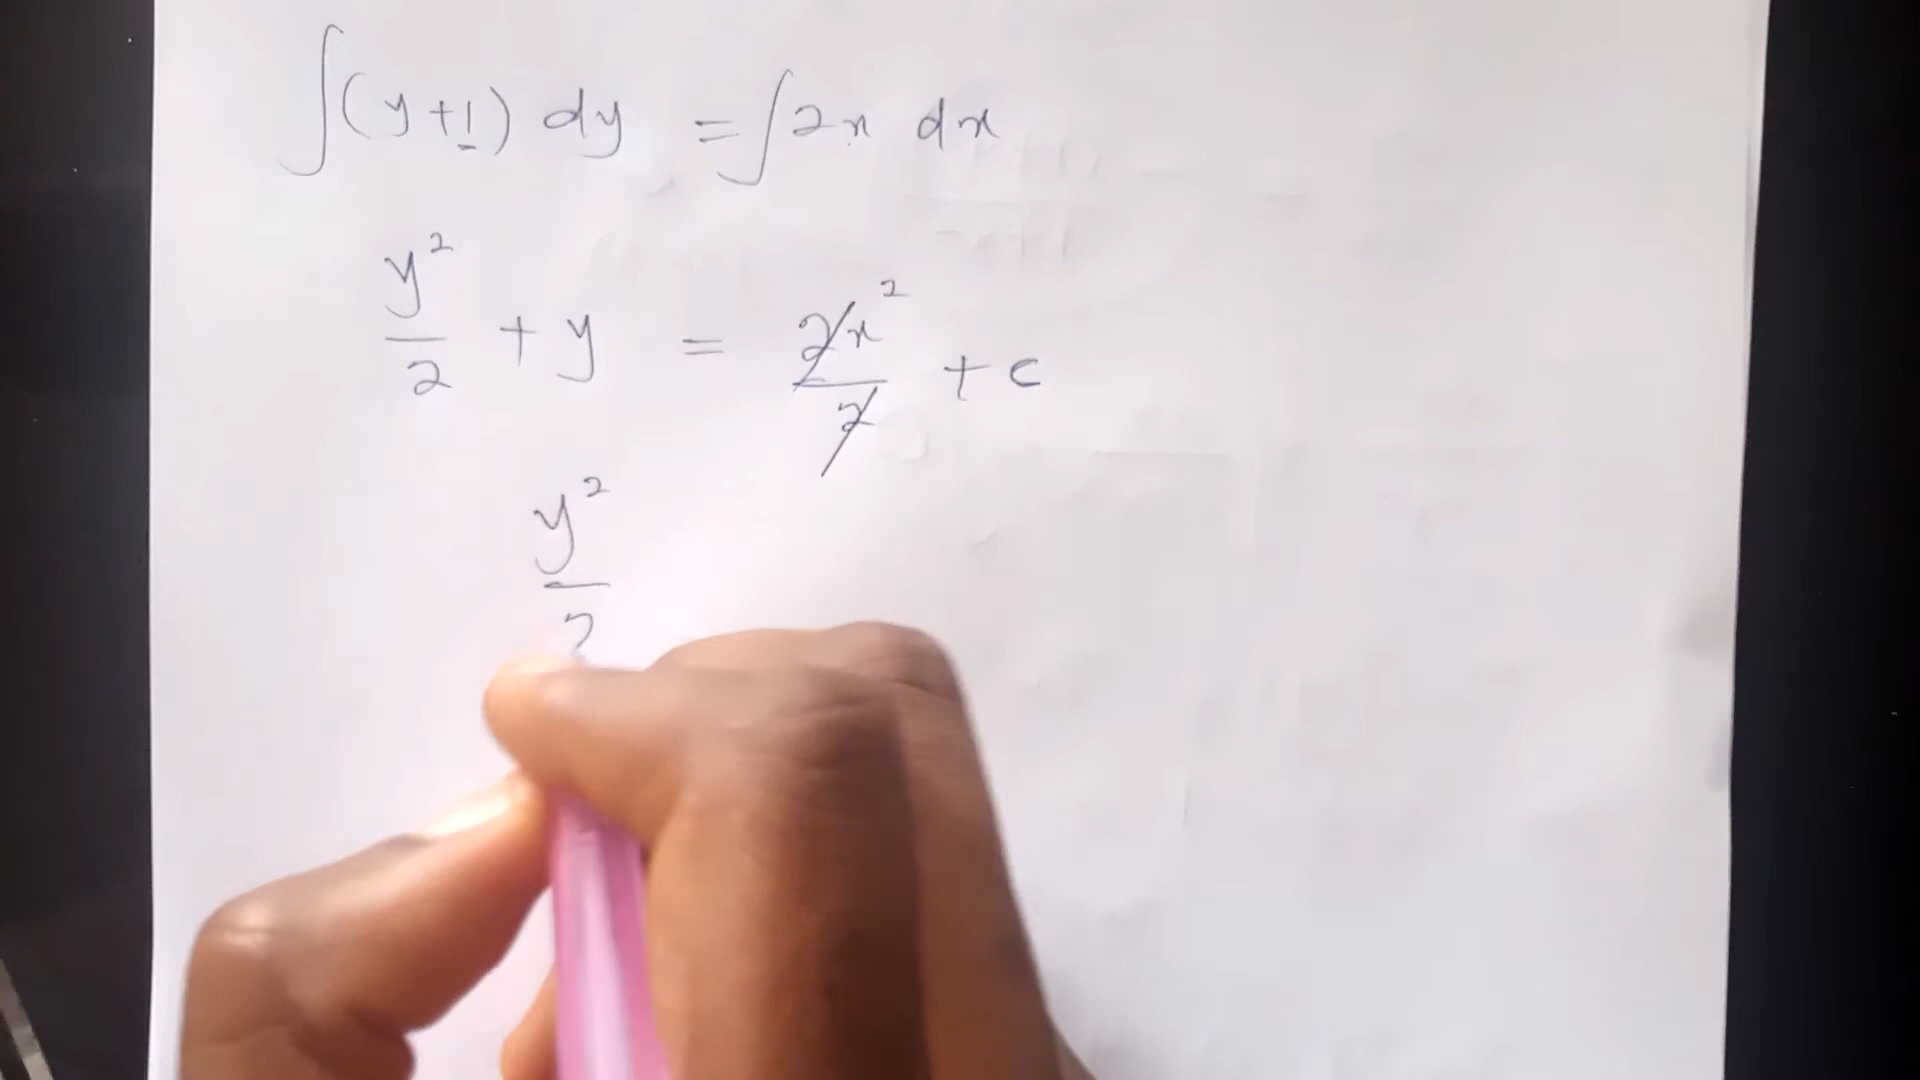 ∫(y+1) dy = ∫2x dx
y²/2 + y = 2x²/2 + c
y²/2